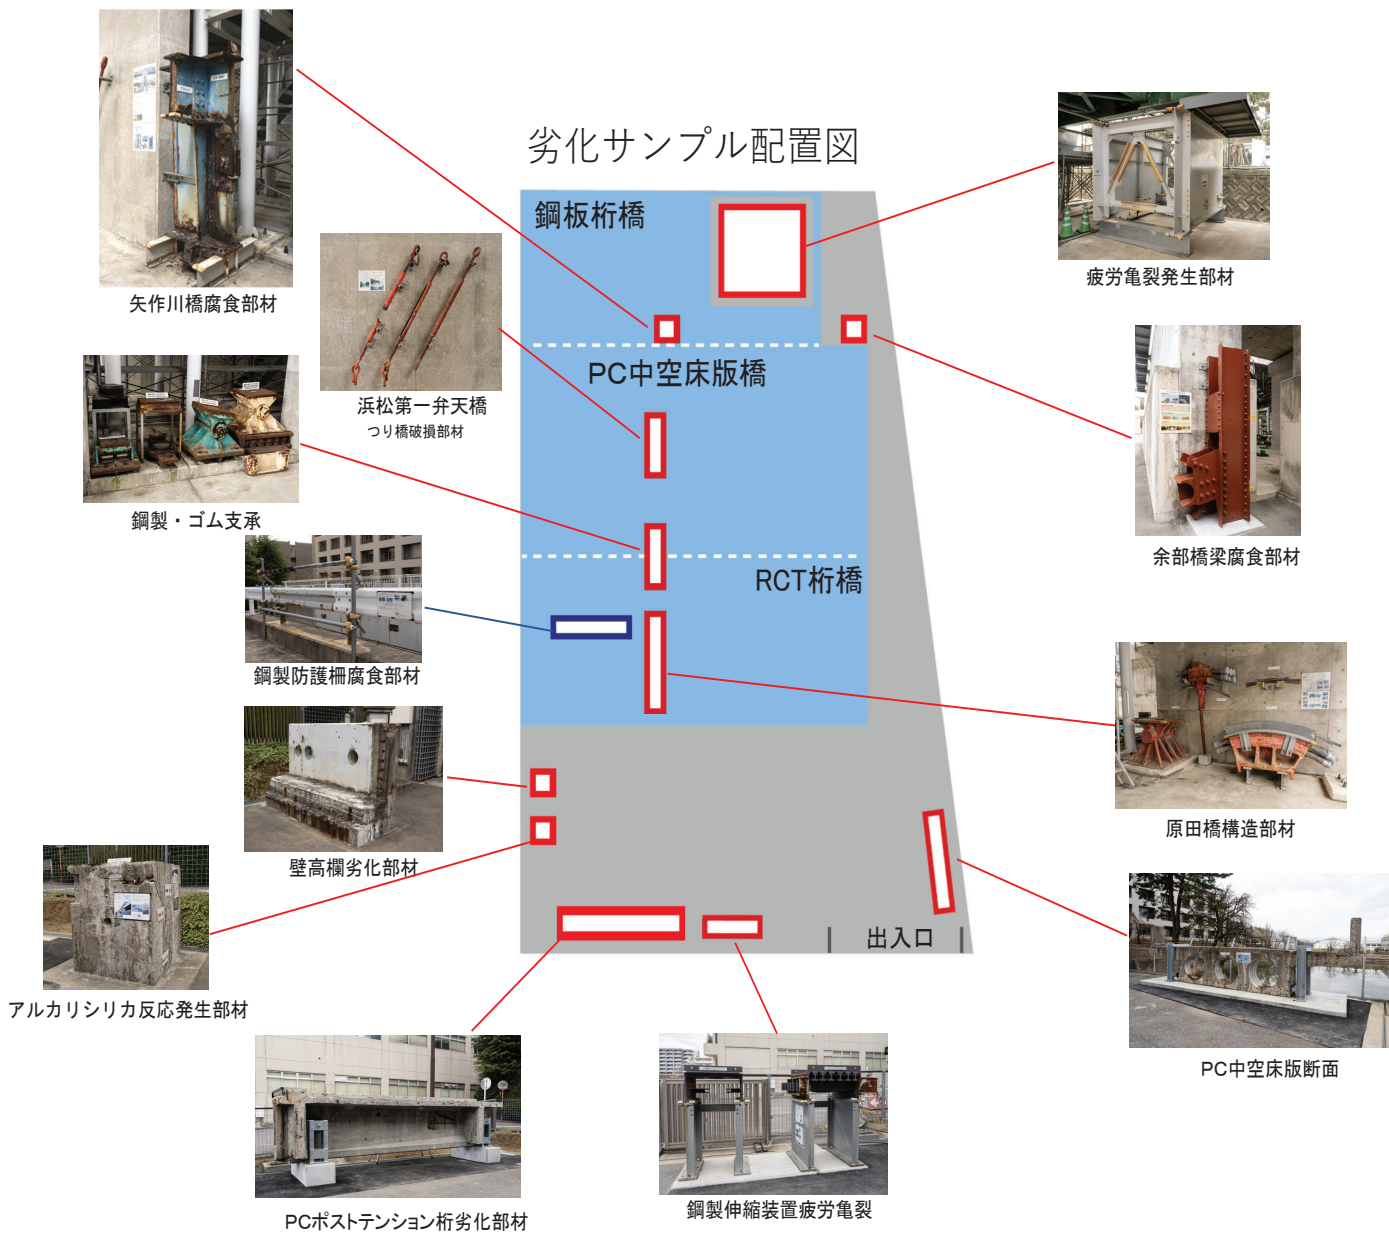 劣化サンプル配置図
鋼板桁橋
PC中空床版橋
RCT桁橋
出入口
矢作川橋腐食部材
浜松第一弁天橋
つり橋破損部材
鋼製・ゴム支承
鋼製防護柵腐食部材
壁高欄劣化部材
アルカリシリカ反応発生部材
PCポストテンション桁劣化部材
鋼製伸縮装置疲労亀裂
疲労亀裂発生部材
余部橋梁腐食部材
原田橋構造部材
PC中空床版断面